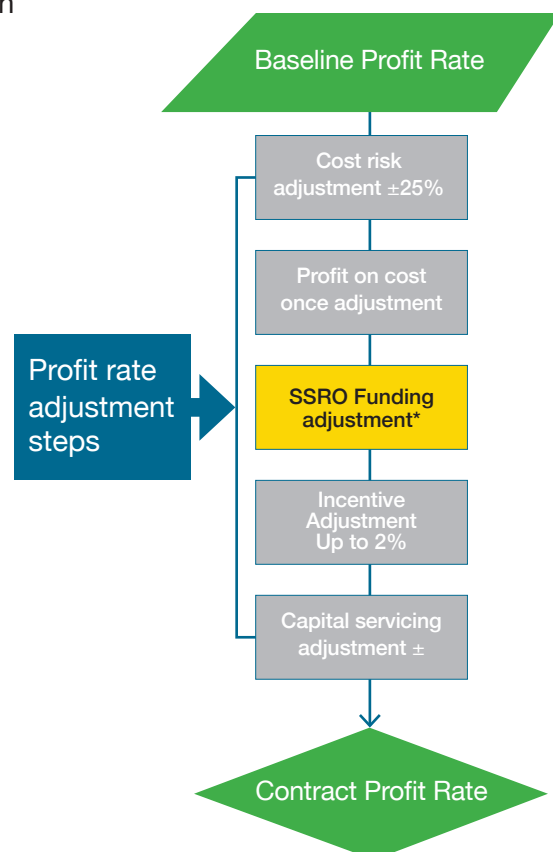 Baseline Profit Rate
Cost risk
adjustment ±25%
Profit on cost
once adjustment
Profit rate
adjustment
steps
SSRO Funding
adjustment*
Incentive
Adjustment
Up to 2%
Capital servicing
adjustment ±
Contract Profit Rate